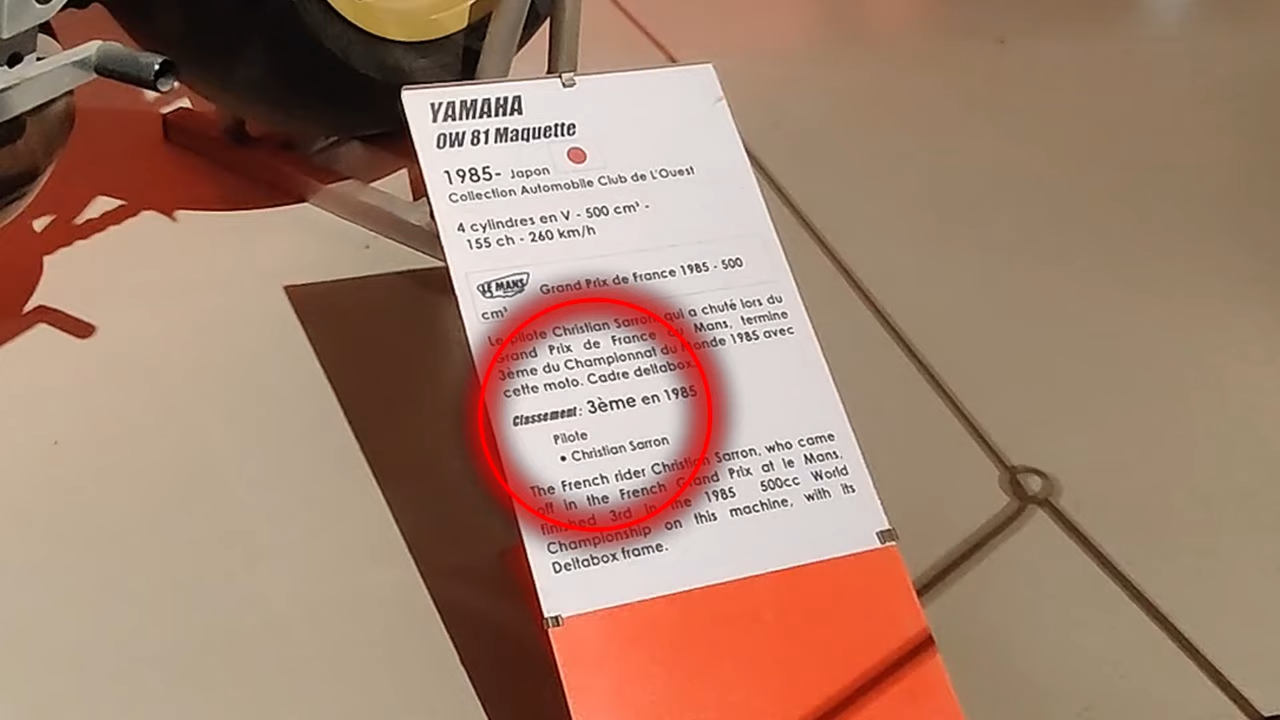 YAMAHA
OW 81 Maquette
1985- Japon
Collection Automobile Club de L'Ouest
4 cylindres en V - 500 cm³ -
155 ch - 260 km/h
LE MANS Grand Prix de France 1985 - 500
cm³
Le pilote Christian Sarron, qui a chuté lors du
Grand Prix de France du Mans, termine
3ème du Championnat du Monde 1985 avec
cette moto. Cadre deltabox.
Classement : 3ème en 1985
Pilote
• Christian Sarron
The French rider Christian Sarron, who came
off in the French Grand Prix at le Mans,
finished 3rd in the 1985 500cc World
Championship on this machine, with its
Deltabox frame.